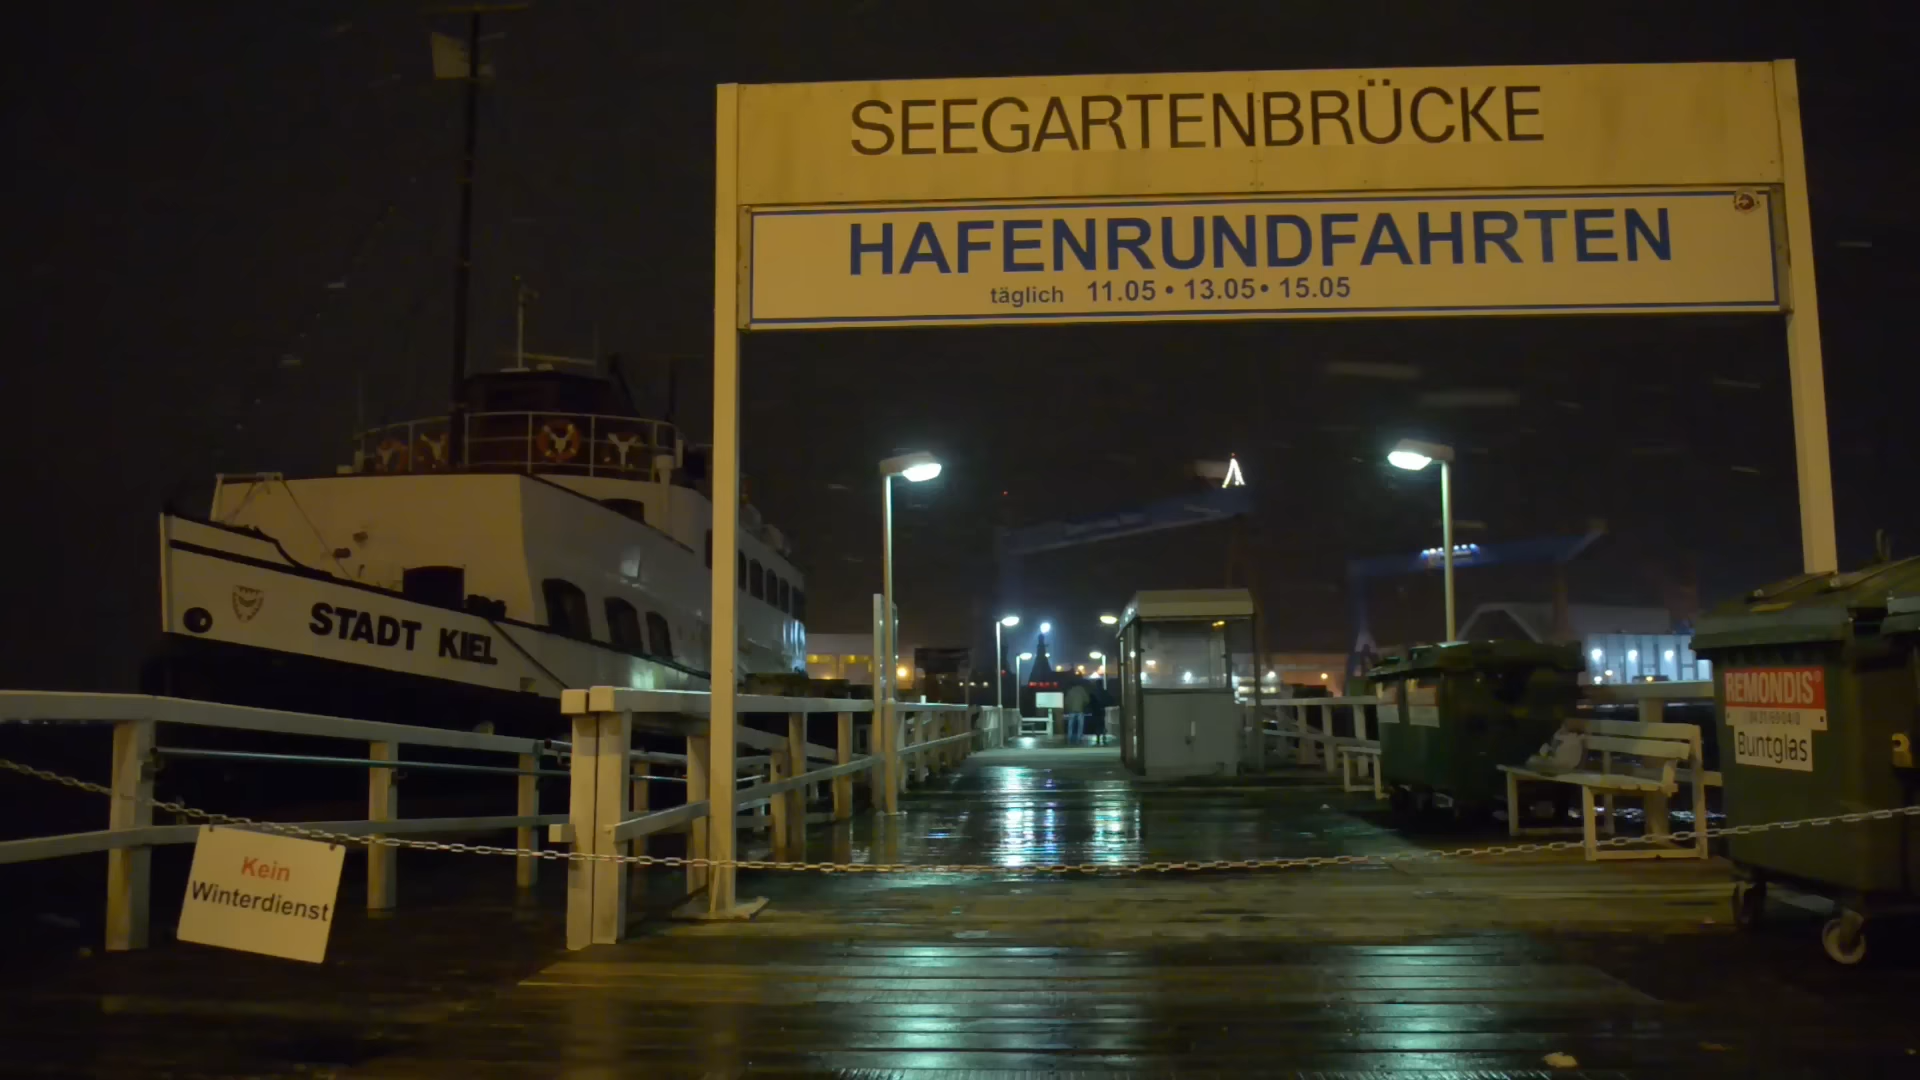 SEEGARTENBRÜCKE
HAFENRUNDFAHRTEN
täglich 11.05 • 13.05 • 15.05
STADT KIEL
REMONDIS®
Buntglas
Kein
Winterdienst